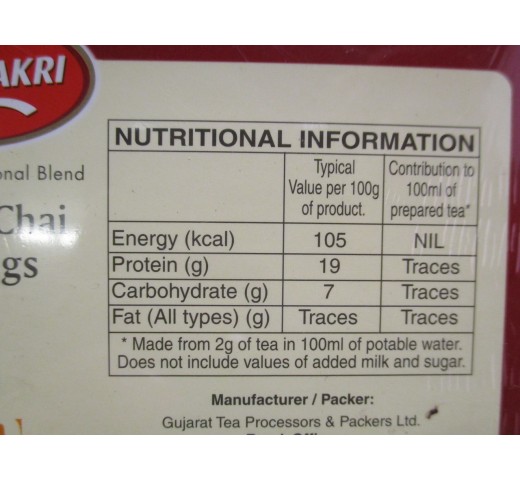 AKRI
onal Blend
Chai
gs
NUTRITIONAL INFORMATION
Typical Value per 100g of product. Contribution to 100ml of prepared tea*
Energy (kcal) 105 NIL
Protein (g) 19 Traces
Carbohydrate (g) 7 Traces
Fat (All types) (g) Traces Traces
* Made from 2g of tea in 100ml of potable water.
Does not include values of added milk and sugar.
Manufacturer / Packer:
Gujarat Tea Processors & Packers Ltd.